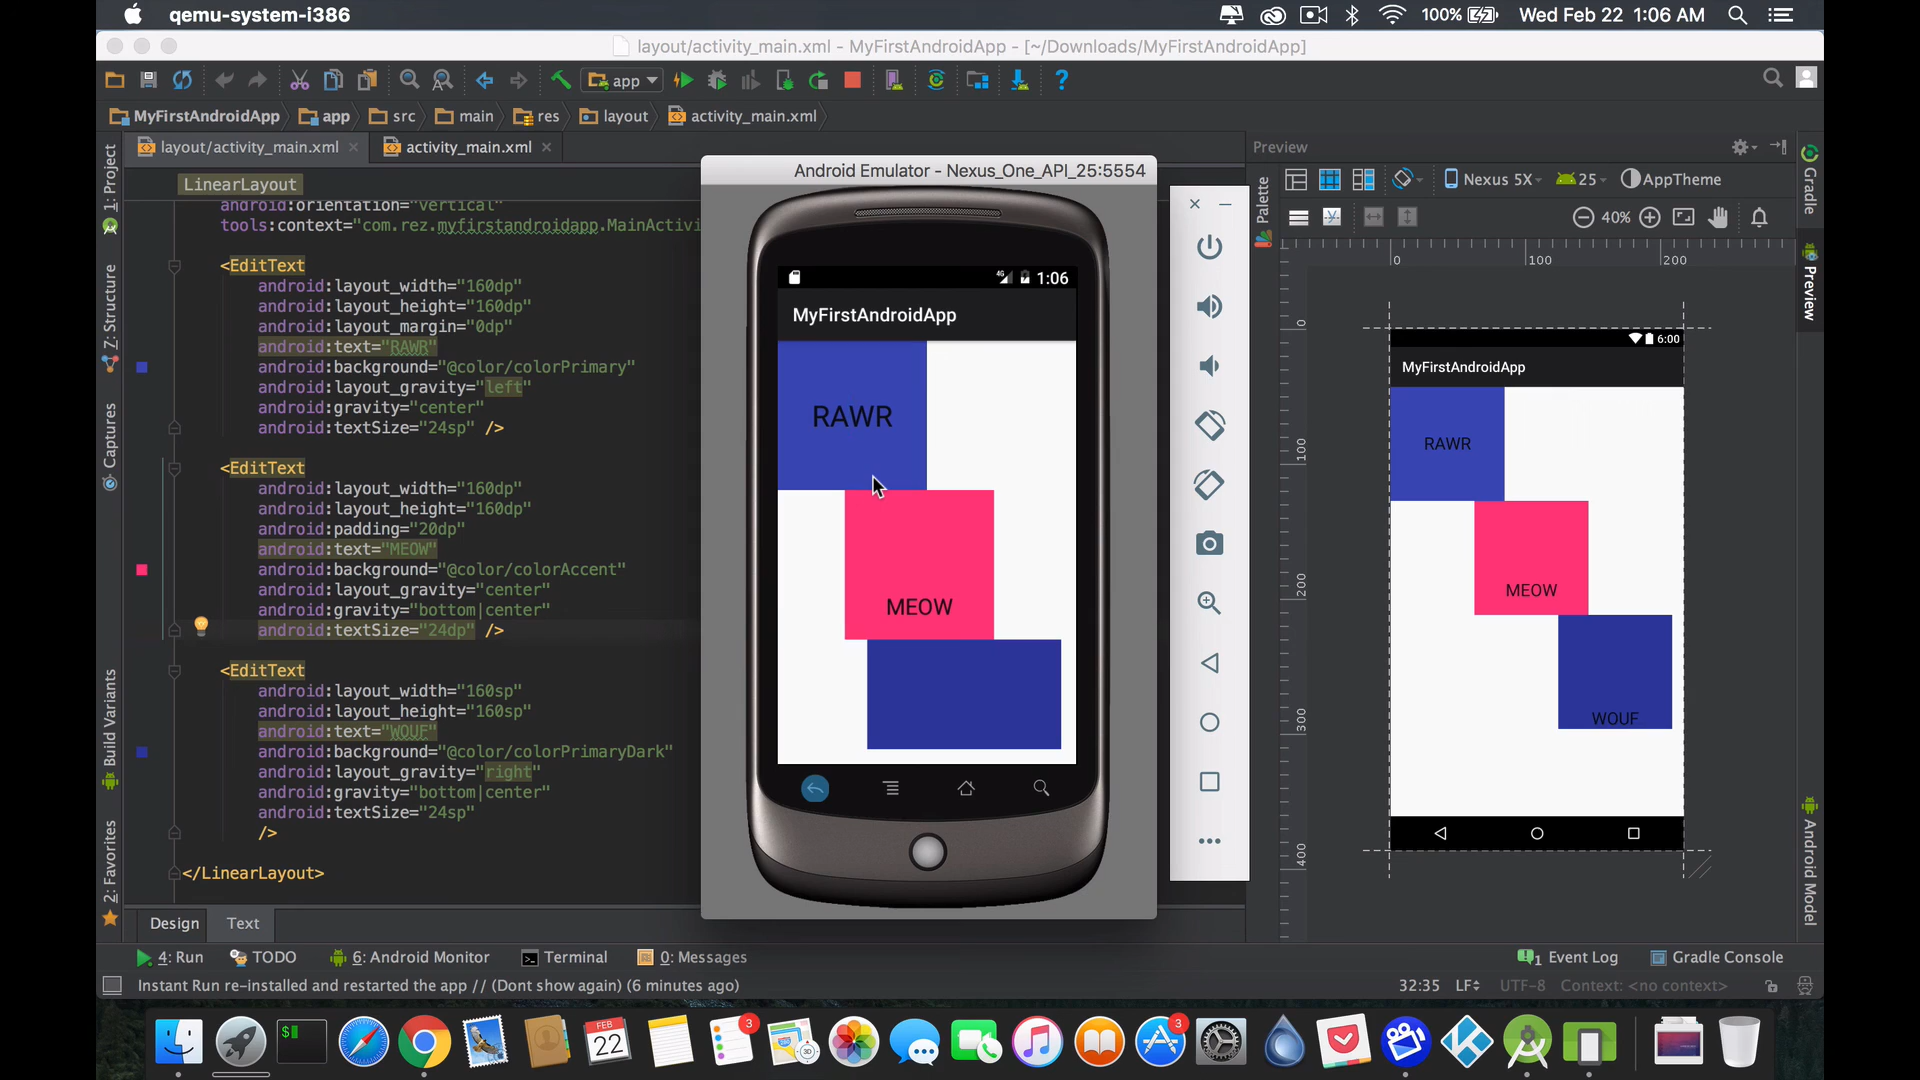 qemu-system-i386
100%
Wed Feb 22 1:06 AM
layout/activity_main.xml - MyFirstAndroidApp - [~/Downloads/MyFirstAndroidApp]
app
MyFirstAndroidApp
app
src
main
res
layout
activity_main.xml
layout/activity_main.xml
activity_main.xml
LinearLayout
android:orientation="vertical"
tools:context="com.rez.myfirstandroidapp.MainActivi
<EditText
android:layout_width="160dp"
android:layout_height="160dp"
android:layout_margin="0dp"
android:text="RAWR"
android:background="@color/colorPrimary"
android:layout_gravity="left"
android:gravity="center"
android:textSize="24sp" />
<EditText
android:layout_width="160dp"
android:layout_height="160dp"
android:padding="20dp"
android:text="MEOW"
android:background="@color/colorAccent"
android:layout_gravity="center"
android:gravity="bottom|center"
android:textSize="24dp" />
<EditText
android:layout_width="160sp"
android:layout_height="160sp"
android:text="WOUF"
android:background="@color/colorPrimaryDark"
android:layout_gravity="right"
android:gravity="bottom|center"
android:textSize="24sp"
/>
</LinearLayout>
Design
Text
1: Project
7: Structure
Captures
Build Variants
2: Favorites
Android Emulator - Nexus_One_API_25:5554
4G
1:06
MyFirstAndroidApp
RAWR
MEOW
Preview
Palette
Nexus 5X
25
AppTheme
40%
0
100
200
0
100
200
300
400
6:00
MyFirstAndroidApp
RAWR
MEOW
WOUF
Gradle
Preview
Android Model
4: Run
TODO
6: Android Monitor
Terminal
0: Messages
1 Event Log
Gradle Console
Instant Run re-installed and restarted the app // (Dont show again) (6 minutes ago)
32:35
LF
UTF-8
Context: <no context>
$
FEB
22
3
3D
3